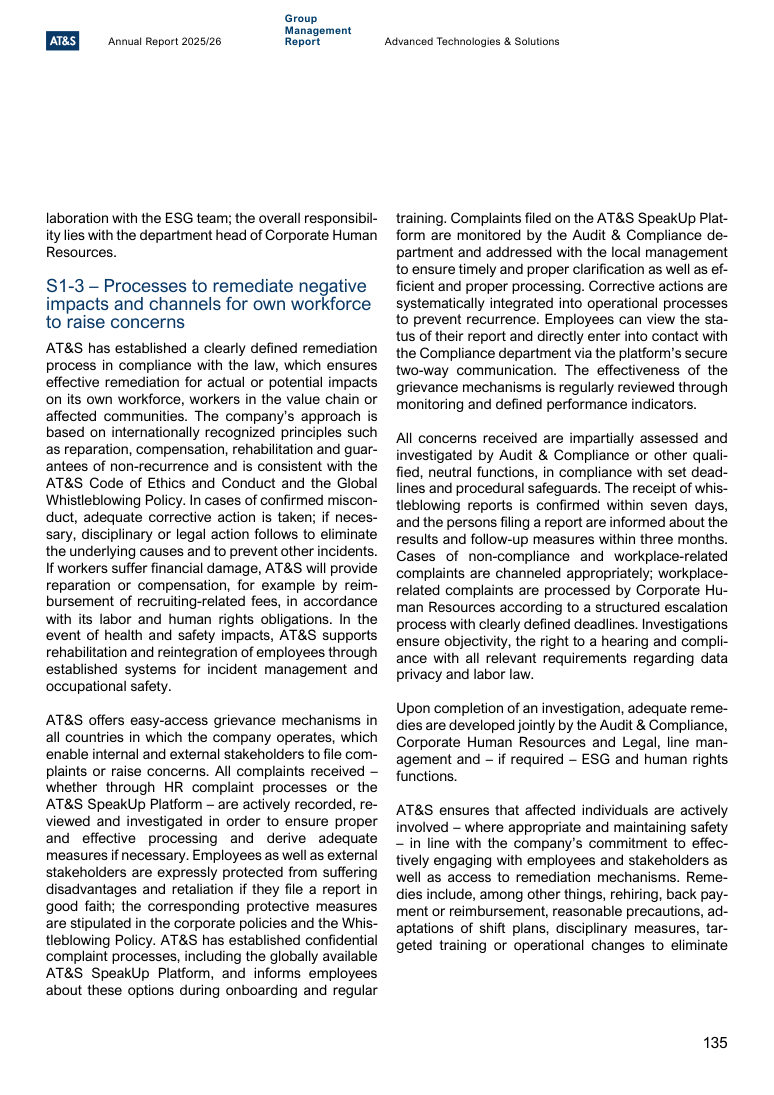 AT&S
Annual Report 2025/26
Group
Management
Report
Advanced Technologies & Solutions
laboration with the ESG team; the overall responsibil-
ity lies with the department head of Corporate Human
Resources.
S1-3 – Processes to remediate negative
impacts and channels for own workforce
to raise concerns
AT&S has established a clearly defined remediation
process in compliance with the law, which ensures
effective remediation for actual or potential impacts
on its own workforce, workers in the value chain or
affected communities. The company's approach is
based on internationally recognized principles such
as reparation, compensation, rehabilitation and guar-
antees of non-recurrence and is consistent with the
AT&S Code of Ethics and Conduct and the Global
Whistleblowing Policy. In cases of confirmed miscon-
duct, adequate corrective action is taken; if neces-
sary, disciplinary or legal action follows to eliminate
the underlying causes and to prevent other incidents.
If workers suffer financial damage, AT&S will provide
reparation or compensation, for example by reim-
bursement of recruiting-related fees, in accordance
with its labor and human rights obligations. In the
event of health and safety impacts, AT&S supports
rehabilitation and reintegration of employees through
established systems for incident management and
occupational safety.
AT&S offers easy-access grievance mechanisms in
all countries in which the company operates, which
enable internal and external stakeholders to file com-
plaints or raise concerns. All complaints received –
whether through HR complaint processes or the
AT&S SpeakUp Platform – are actively recorded, re-
viewed and investigated in order to ensure proper
and effective processing and derive adequate
measures if necessary. Employees as well as external
stakeholders are expressly protected from suffering
disadvantages and retaliation if they file a report in
good faith; the corresponding protective measures
are stipulated in the corporate policies and the Whis-
tleblowing Policy. AT&S has established confidential
complaint processes, including the globally available
AT&S SpeakUp Platform, and informs employees
about these options during onboarding and regular
training. Complaints filed on the AT&S SpeakUp Plat-
form are monitored by the Audit & Compliance de-
partment and addressed with the local management
to ensure timely and proper clarification as well as ef-
ficient and proper processing. Corrective actions are
systematically integrated into operational processes
to prevent recurrence. Employees can view the sta-
tus of their report and directly enter into contact with
the Compliance department via the platform's secure
two-way communication. The effectiveness of the
grievance mechanisms is regularly reviewed through
monitoring and defined performance indicators.
All concerns received are impartially assessed and
investigated by Audit & Compliance or other quali-
fied, neutral functions, in compliance with set dead-
lines and procedural safeguards. The receipt of whis-
tleblowing reports is confirmed within seven days,
and the persons filing a report are informed about the
results and follow-up measures within three months.
Cases of non-compliance and workplace-related
complaints are channeled appropriately; workplace-
related complaints are processed by Corporate Hu-
man Resources according to a structured escalation
process with clearly defined deadlines. Investigations
ensure objectivity, the right to a hearing and compli-
ance with all relevant requirements regarding data
privacy and labor law.
Upon completion of an investigation, adequate reme-
dies are developed jointly by the Audit & Compliance,
Corporate Human Resources and Legal, line man-
agement and – if required – ESG and human rights
functions.
AT&S ensures that affected individuals are actively
involved – where appropriate and maintaining safety
– in line with the company's commitment to effec-
tively engaging with employees and stakeholders as
well as access to remediation mechanisms. Reme-
dies include, among other things, rehiring, back pay-
ment or reimbursement, reasonable precautions, ad-
aptations of shift plans, disciplinary measures, tar-
geted training or operational changes to eliminate
135